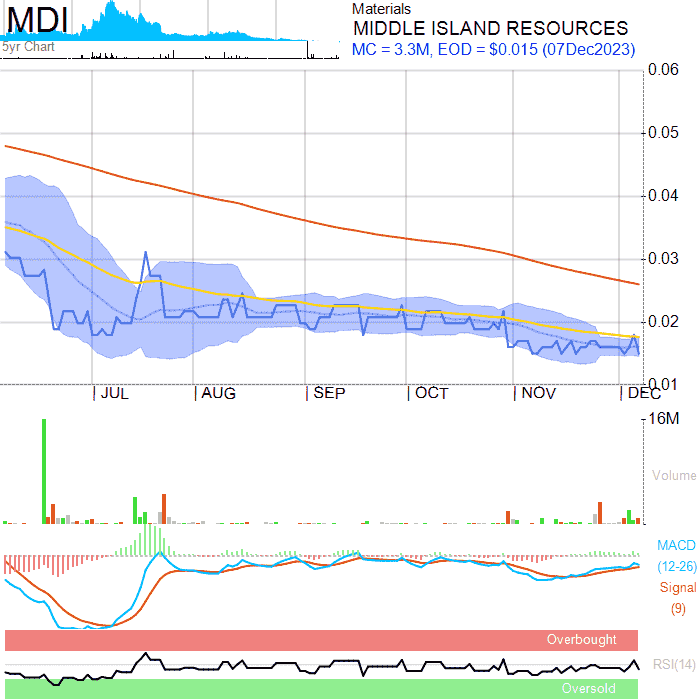 MDI
5yr Chart
Materials
MIDDLE ISLAND RESOURCES
MC = 3.3M, EOD = $0.015 (07Dec2023)
0.06
0.05
0.04
0.03
0.02
0.01
JUL
AUG
SEP
OCT
NOV
DEC
16M
Volume
MACD
(12-26)
Signal
(9)
Overbought
RSI(14)
Oversold